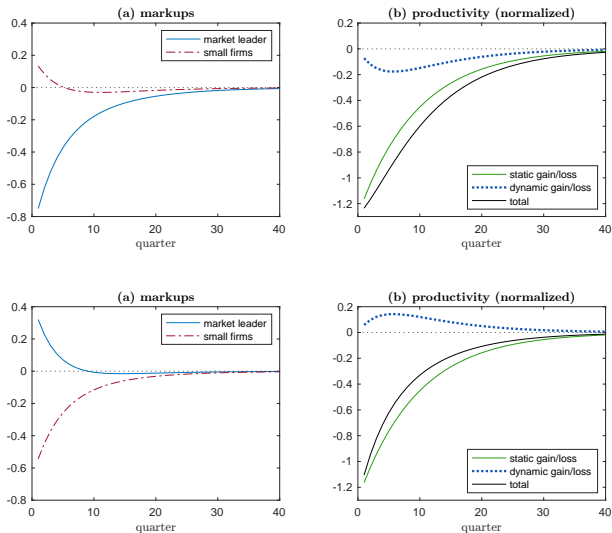 (a) markups
0.4
0.2
0
-0.2
-0.4
-0.6
-0.8
market leader
small firms
0 10 20 30 40
quarter
(b) productivity (normalized)
0.2
0
-0.2
-0.4
-0.6
-0.8
-1
-1.2
static gain/loss
dynamic gain/loss
total
0 10 20 30 40
quarter
(a) markups
0.4
0.2
0
-0.2
-0.4
-0.6
-0.8
market leader
small firms
0 10 20 30 40
quarter
(b) productivity (normalized)
0.2
0
-0.2
-0.4
-0.6
-0.8
-1
-1.2
static gain/loss
dynamic gain/loss
total
0 10 20 30 40
quarter